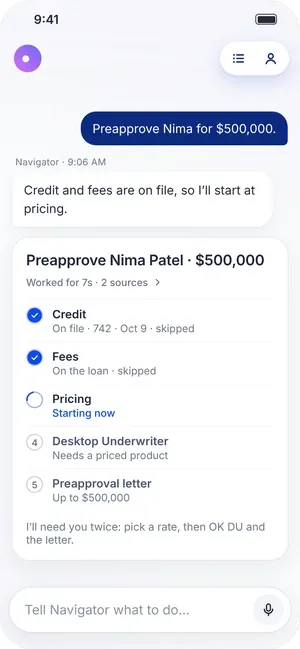 9:41
Preapprove Nima for $500,000.
Navigator · 9:06 AM
Credit and fees are on file, so I'll start at
pricing.
Preapprove Nima Patel · $500,000
Worked for 7s · 2 sources >
Credit
On file · 742 · Oct 9 · skipped
Fees
On the loan · skipped
Pricing
Starting now
4 Desktop Underwriter
Needs a priced product
5 Preapproval letter
Up to $500,000
I'll need you twice: pick a rate, then OK DU and
the letter.
Tell Navigator what to do...